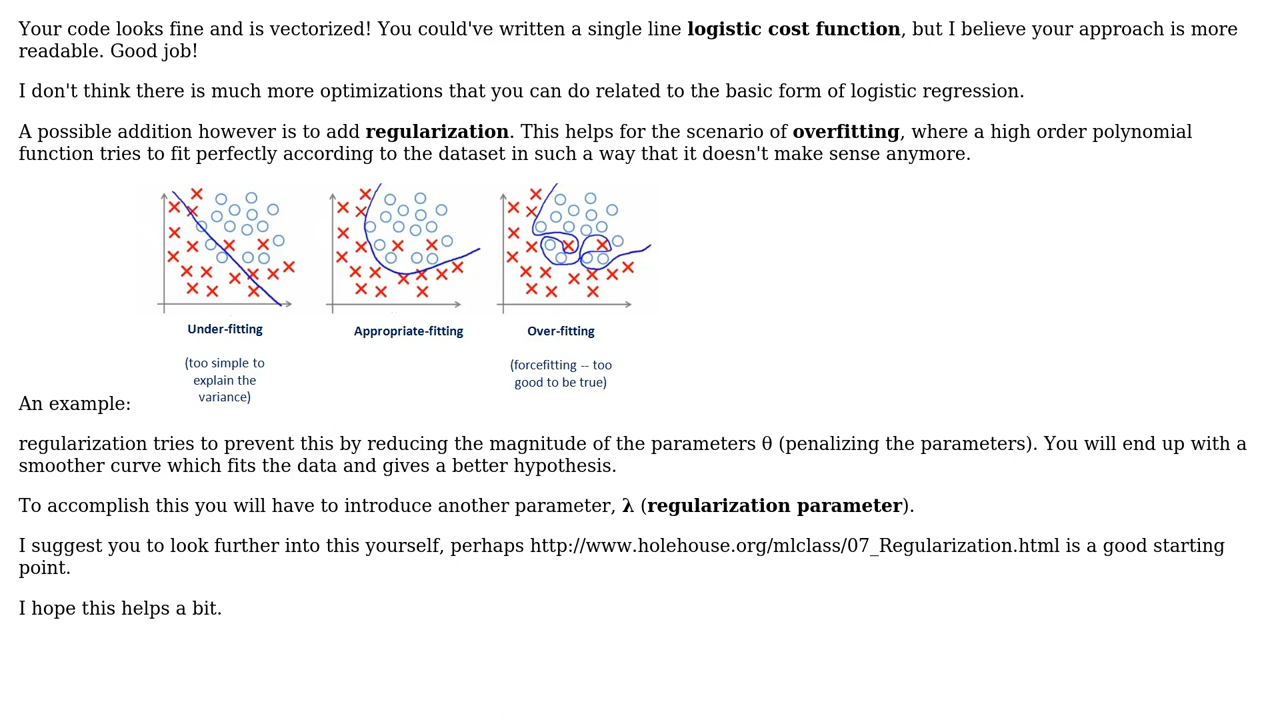 Your code looks fine and is vectorized! You could've written a single line logistic cost function, but I believe your approach is more
readable. Good job!
I don't think there is much more optimizations that you can do related to the basic form of logistic regression.
A possible addition however is to add regularization. This helps for the scenario of overfitting, where a high order polynomial
function tries to fit perfectly according to the dataset in such a way that it doesn't make sense anymore.
Under-fitting
(too simple to
explain the
variance)
Appropriate-fitting
Over-fitting
(forcefitting -- too
good to be true)
An example:
regularization tries to prevent this by reducing the magnitude of the parameters θ (penalizing the parameters). You will end up with a
smoother curve which fits the data and gives a better hypothesis.
To accomplish this you will have to introduce another parameter, λ (regularization parameter).
I suggest you to look further into this yourself, perhaps http://www.holehouse.org/mlclass/07_Regularization.html is a good starting
point.
I hope this helps a bit.